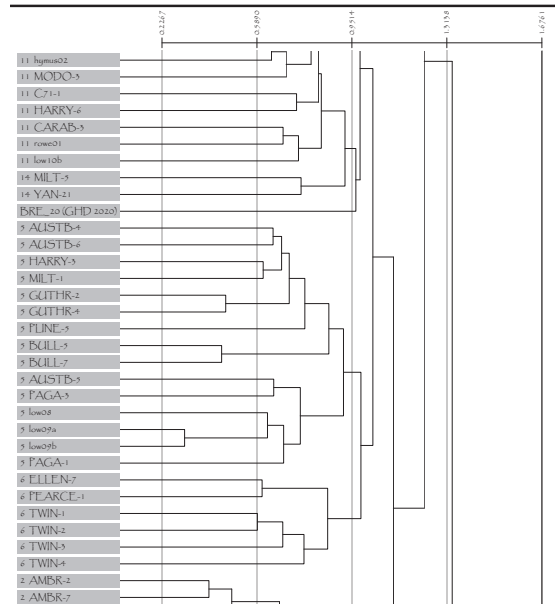 0.2267 0.5890 0.9514 1.3138 1.6761
11 hymus02
11 MODO-3
11 C71-1
11 HARRY-6
11 CARAB-3
11 rowe01
11 low10b
14 MILT-5
14 YAN-21
BRE_20 (GHD 2020)
5 AUSTB-4
5 AUSTB-6
5 HARRY-3
5 MILT-1
5 GUTHR-2
5 GUTHR-4
5 PUNE-5
5 BULL-5
5 BULL-7
5 AUSTB-5
5 PAGA-3
5 low08
5 low09a
5 low09b
5 PAGA-1
6 ELLEN-7
6 PEARCE-1
6 TWIN-1
6 TWIN-2
6 TWIN-3
6 TWIN-4
2 AMBR-2
2 AMBR-7